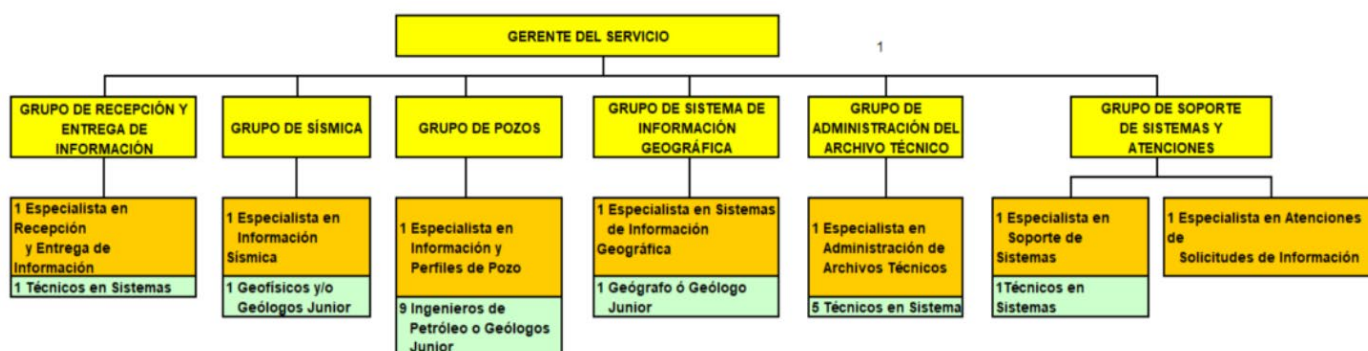 GERENTE DEL SERVICIO
1
GRUPO DE RECEPCIÓN Y
ENTREGA DE
INFORMACIÓN
GRUPO DE SÍSMICA
GRUPO DE POZOS
GRUPO DE SISTEMA DE
INFORMACIÓN
GEOGRÁFICA
GRUPO DE
ADMINISTRACIÓN DEL
ARCHIVO TÉCNICO
GRUPO DE SOPORTE
DE SISTEMAS Y
ATENCIONES
1 Especialista en
Recepción
y Entrega de
Información
1 Técnicos en Sistemas
1 Especialista en
Información
Sísmica
1 Geofísicos y/o
Geólogos Junior
1 Especialista en
Información y
Perfiles de Pozo
9 Ingenieros de
Petróleo o Geólogos
Junior
1 Especialista en Sistemas
de Información
Geográfica
1 Geógrafo ó Geólogo
Junior
1 Especialista en
Administración de
Archivos Técnicos
5 Técnicos en Sistema
1 Especialista en
Soporte de
Sistemas
1Técnicos en
Sistemas
1 Especialista en Atenciones
de
Solicitudes de Información